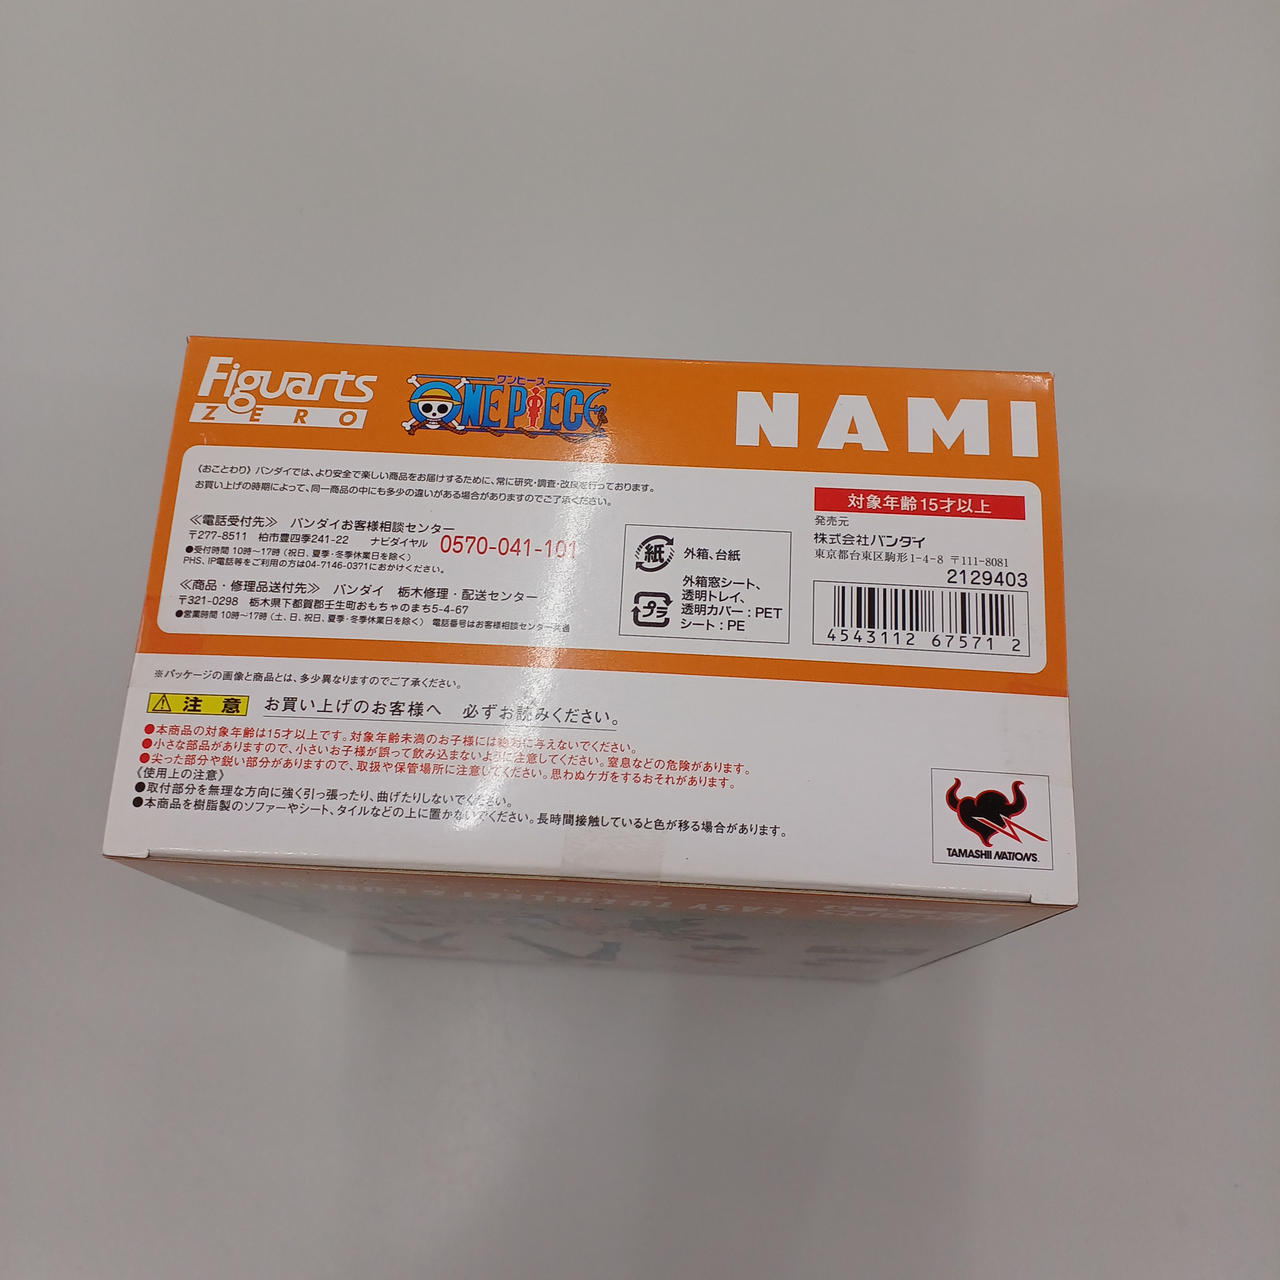 Figuarts
ZERO
ワンピース
ONE PIECE
NAMI
《おことわり》バンダイでは、より安全で楽しい商品をお届けするために、常に研究・調査・改良を行っております。
お買い上げの時期によって、同一商品の中にも多少の違いがある場合がありますのでご了承ください。
≪電話受付先≫ バンダイお客様相談センター
〒277-8511 柏市豊四季241-22 ナビダイヤル 0570-041-101
●受付時間 10時〜17時(祝日、夏季・冬季休業日を除く)
PHS、IP電話等をご利用の方は04-7146-0371におかけください。
≪商品・修理品送付先≫ バンダイ 栃木修理・配送センター
〒321-0298 栃木県下都賀郡壬生町おもちゃのまち5-4-67
●営業時間 10時〜17時(土、日、祝日、夏季・冬季休業日を除く) 電話番号はお客様相談センター共通
紙 外箱、台紙
プラ
外箱窓シート、
透明トレイ、
透明カバー:PET
シート:PE
対象年齢15才以上
発売元
株式会社バンダイ
東京都台東区駒形1-4-8 〒111-8081
2129403
4543112 67571 2
※パッケージの画像と商品とは、多少異なりますのでご了承ください。
注意 お買い上げのお客様へ 必ずお読みください。
●本商品の対象年齢は15才以上です。対象年齢未満のお子様には絶対に与えないでください。
●小さな部品がありますので、小さいお子様が誤って飲み込まないように注意してください。窒息などの危険があります。
●尖った部分や鋭い部分がありますので、取扱や保管場所に注意してください。思わぬケガをするおそれがあります。
《使用上の注意》
●取付部分を無理な方向に強く引っ張ったり、曲げたりしないでください。
●本商品を樹脂製のソファーやシート、タイルなどの上に置かないでください。長時間接触していると色が移る場合があります。
TAMASHII NATIONS